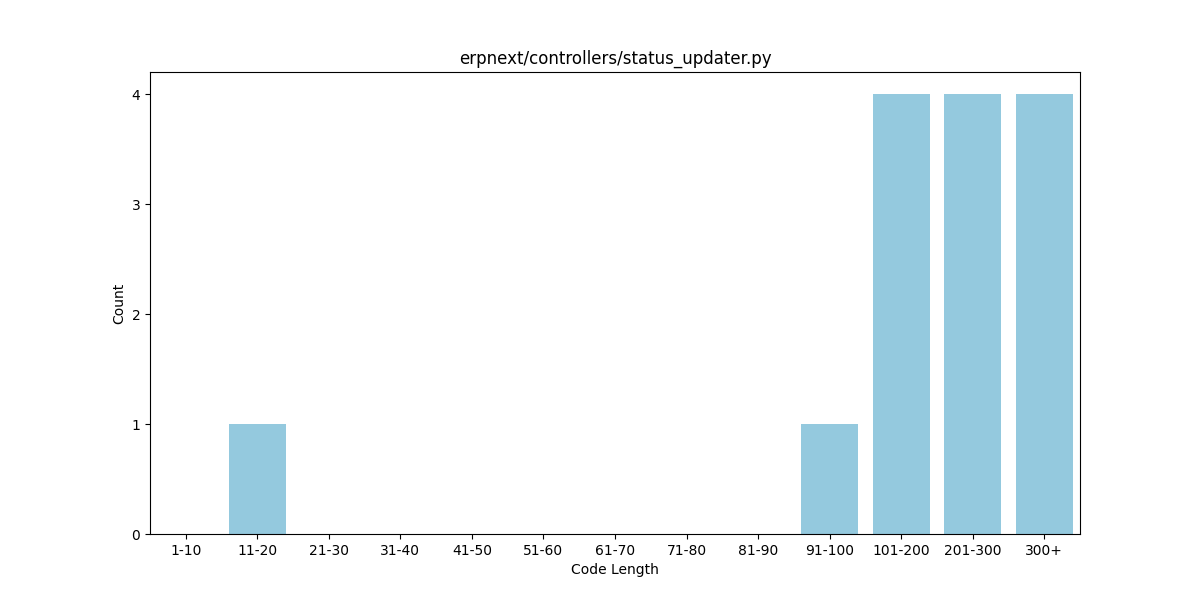 erpnext/controllers/status_updater.py
4
3
2
1
0
Count
1-10 11-20 21-30 31-40 41-50 51-60 61-70 71-80 81-90 91-100 101-200 201-300 300+
Code Length